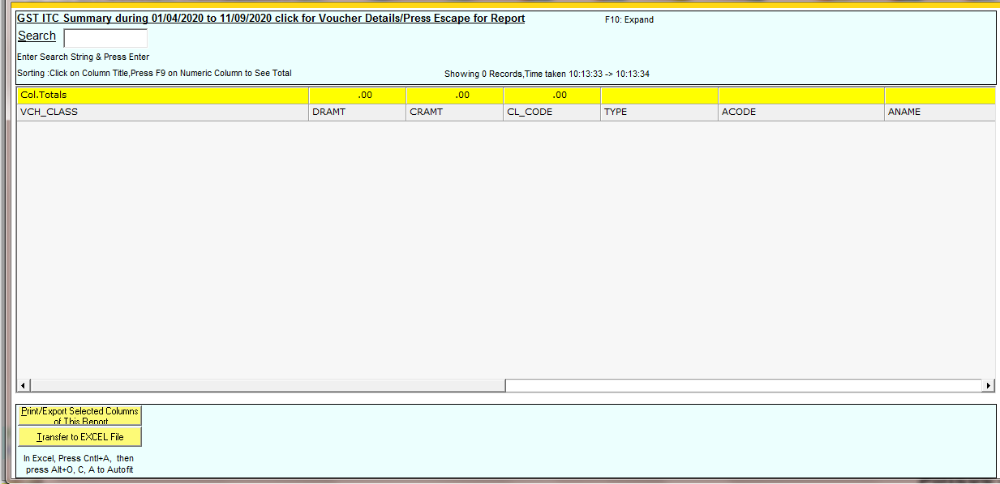 GST ITC Summary during 01/04/2020 to 11/09/2020 click for Voucher Details/Press Escape for Report
F10: Expand
Search
Enter Search String & Press Enter
Sorting :Click on Column Title,Press F9 on Numeric Column to See Total
Showing 0 Records,Time taken 10:13:33 -> 10:13:34
Col.Totals .00 .00 .00
VCH_CLASS DRAMT CRAMT CL_CODE TYPE ACODE ANAME
Print/Export Selected Columns
of This Report
Transfer to EXCEL File
In Excel, Press Cntl+A, then
press Alt+O, C, A to Autofit